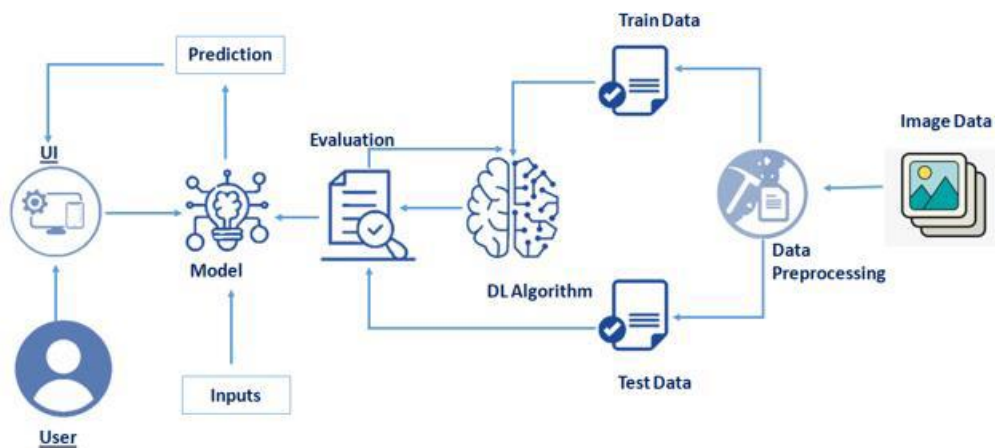 Train Data
Prediction
Image Data
Evaluation
UI
Data
Preprocessing
Model
DL Algorithm
Test Data
Inputs
User